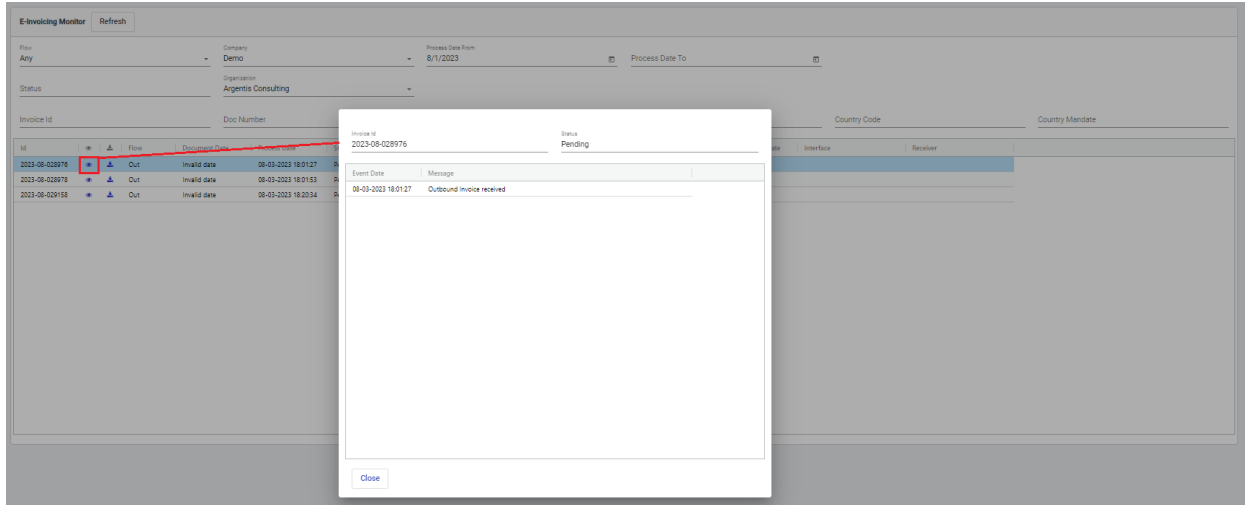 E-Invoicing Monitor Refresh
Flow Company Process Date From
Any Demo 8/1/2023 Process Date To
Organization
Status Argentis Consulting
Invoice Id Doc Number Country Code Country Mandate
Id Flow Document Date Process Date Interface Receiver
2023-08-028976 Out Invalid date 08-03-2023 18:01:27
2023-08-028978 Out Invalid date 08-03-2023 18:01:53
2023-08-029158 Out Invalid date 08-03-2023 18:20:34
Invoice Id Status
2023-08-028976 Pending
Event Date Message
08-03-2023 18:01:27 Outbound Invoice received
Close